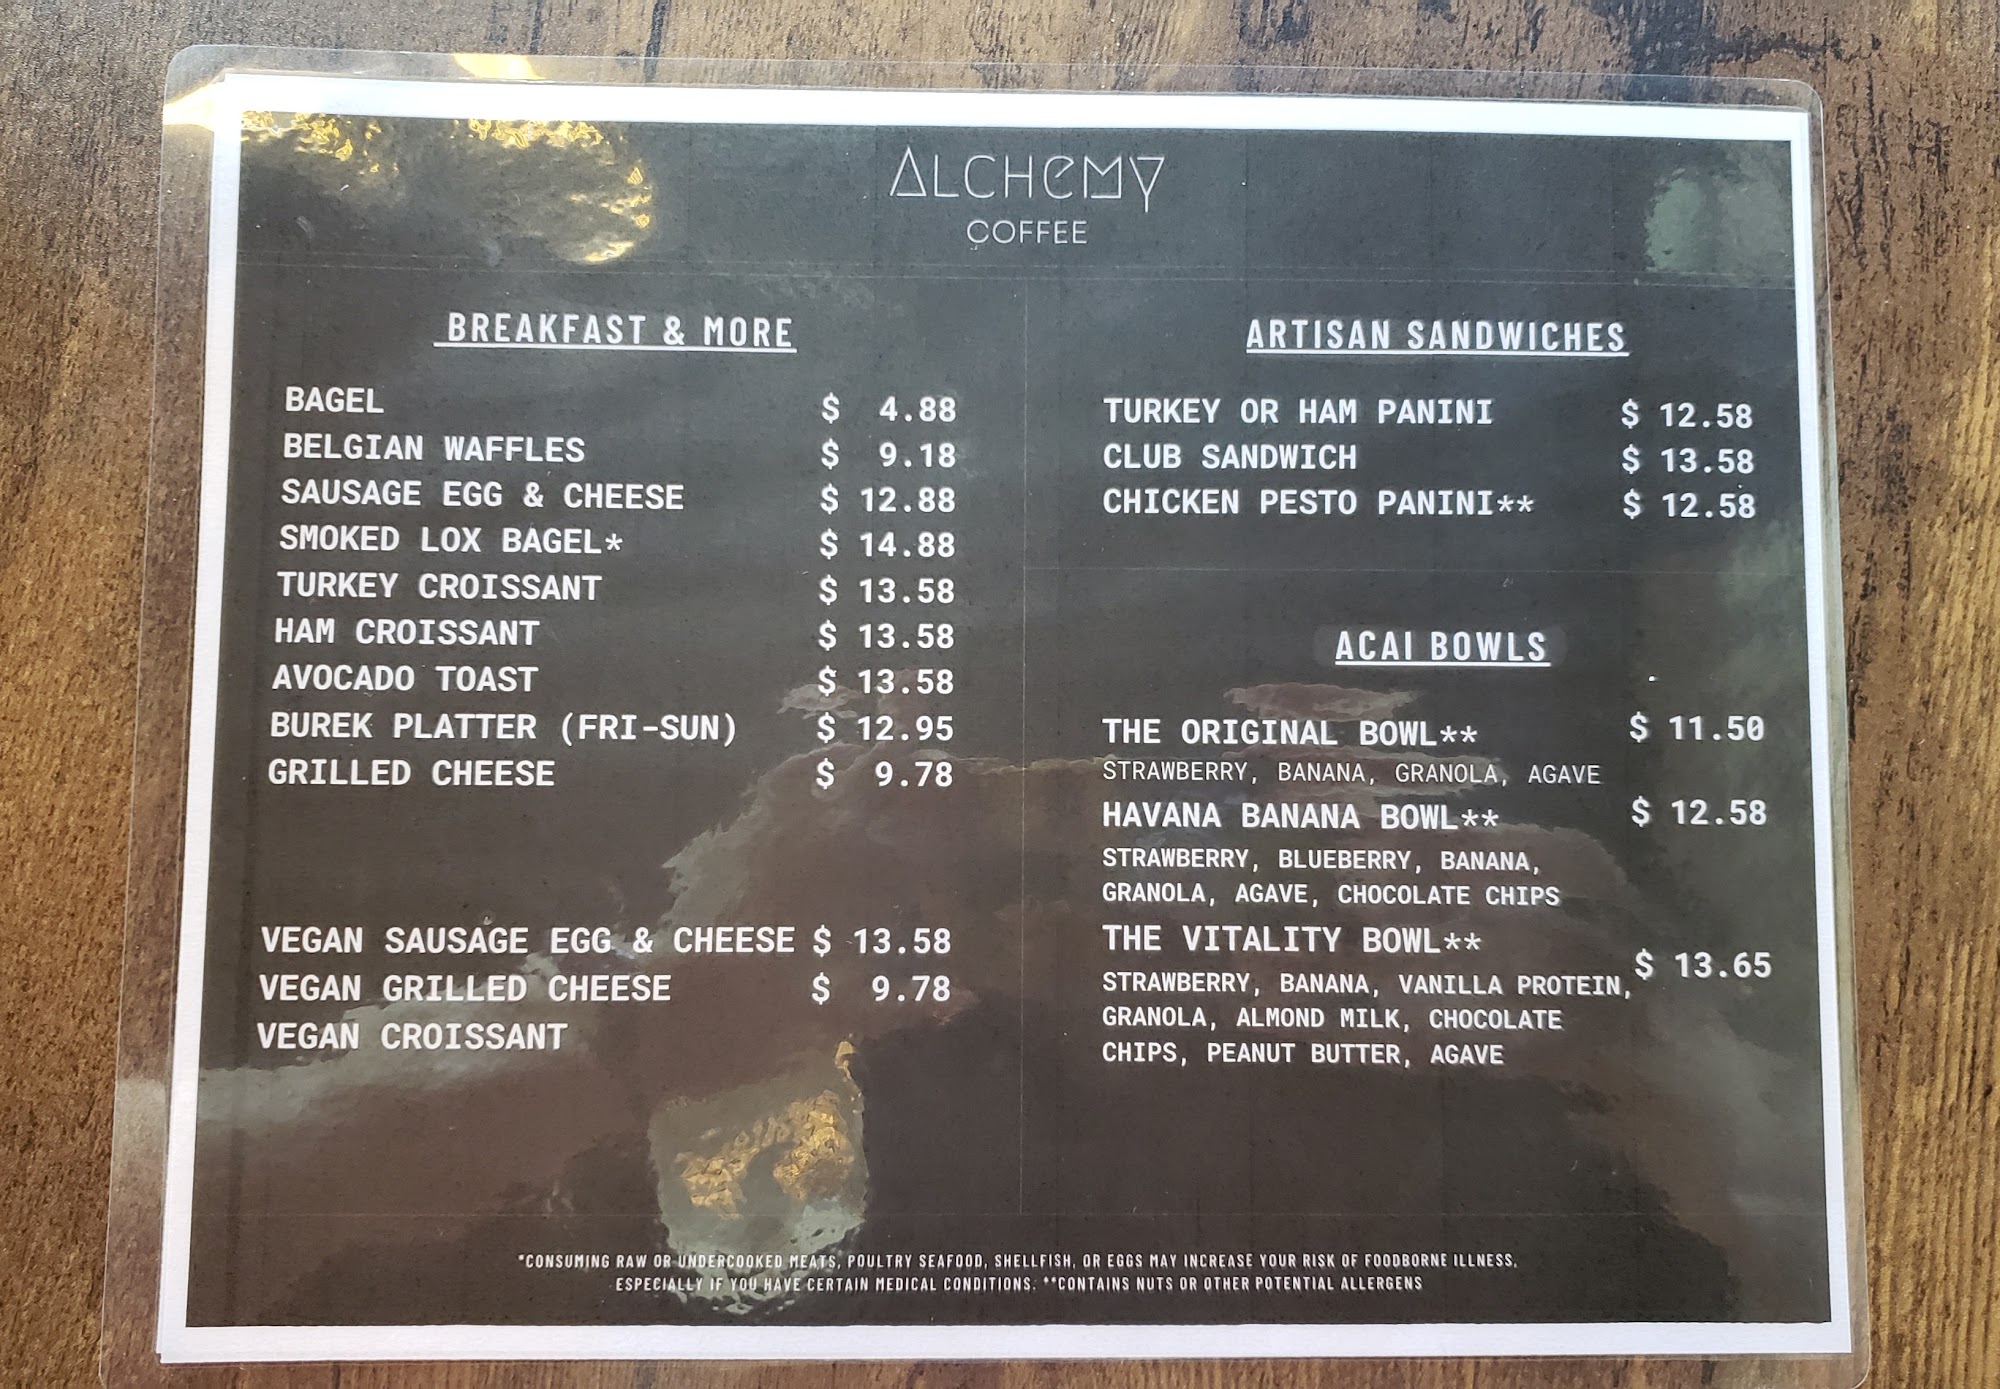 ALCHEMY
COFFEE
BREAKFAST & MORE
BAGEL $ 4.88
BELGIAN WAFFLES $ 9.18
SAUSAGE EGG & CHEESE $ 12.88
SMOKED LOX BAGEL* $ 14.88
TURKEY CROISSANT $ 13.58
HAM CROISSANT $ 13.58
AVOCADO TOAST $ 13.58
BUREK PLATTER (FRI-SUN) $ 12.95
GRILLED CHEESE $ 9.78
VEGAN SAUSAGE EGG & CHEESE $ 13.58
VEGAN GRILLED CHEESE $ 9.78
VEGAN CROISSANT
ARTISAN SANDWICHES
TURKEY OR HAM PANINI $ 12.58
CLUB SANDWICH $ 13.58
CHICKEN PESTO PANINI** $ 12.58
ACAI BOWLS
THE ORIGINAL BOWL** $ 11.50
STRAWBERRY, BANANA, GRANOLA, AGAVE
HAVANA BANANA BOWL** $ 12.58
STRAWBERRY, BLUEBERRY, BANANA,
GRANOLA, AGAVE, CHOCOLATE CHIPS
THE VITALITY BOWL** $ 13.65
STRAWBERRY, BANANA, VANILLA PROTEIN,
GRANOLA, ALMOND MILK, CHOCOLATE
CHIPS, PEANUT BUTTER, AGAVE
*CONSUMING RAW OR UNDERCOOKED MEATS, POULTRY SEAFOOD, SHELLFISH, OR EGGS MAY INCREASE YOUR RISK OF FOODBORNE ILLNESS,
ESPECIALLY IF YOU HAVE CERTAIN MEDICAL CONDITIONS. **CONTAINS NUTS OR OTHER POTENTIAL ALLERGENS